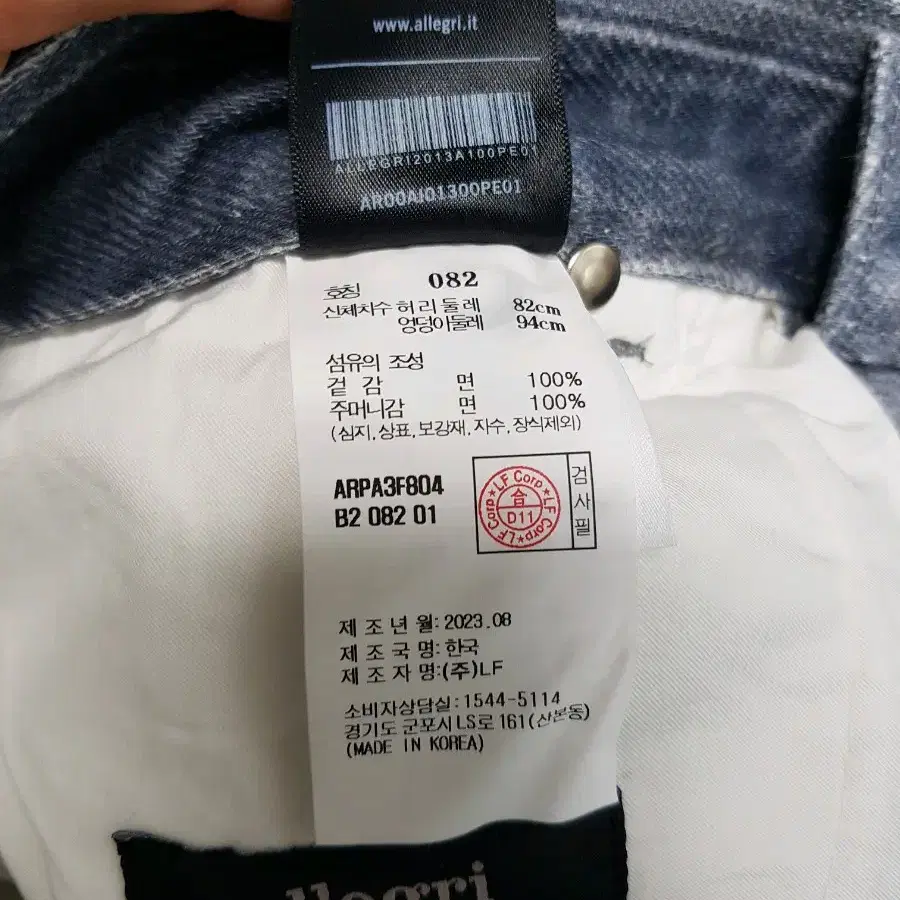 www.allegri.it
ALLEGRI2013A100PE01
AR00AI01300PE01
호칭 082
신체치수 허리둘레 82cm
엉덩이둘레 94cm
섬유의 조성
겉 감 면 100%
주머니감 면 100%
(심지,상표,보강재,자수,장식제외)
ARPA3F804
B2 082 01
LF Corp★LF Corp★LF Corp★
合
D11
검사필
제 조 년 월:2023.08
제 조 국 명:한국
제 조 자 명:(주)LF
소비자상담실:1544-5114
경기도 군포시 LS로 161(산본동)
(MADE IN KOREA)
allegri